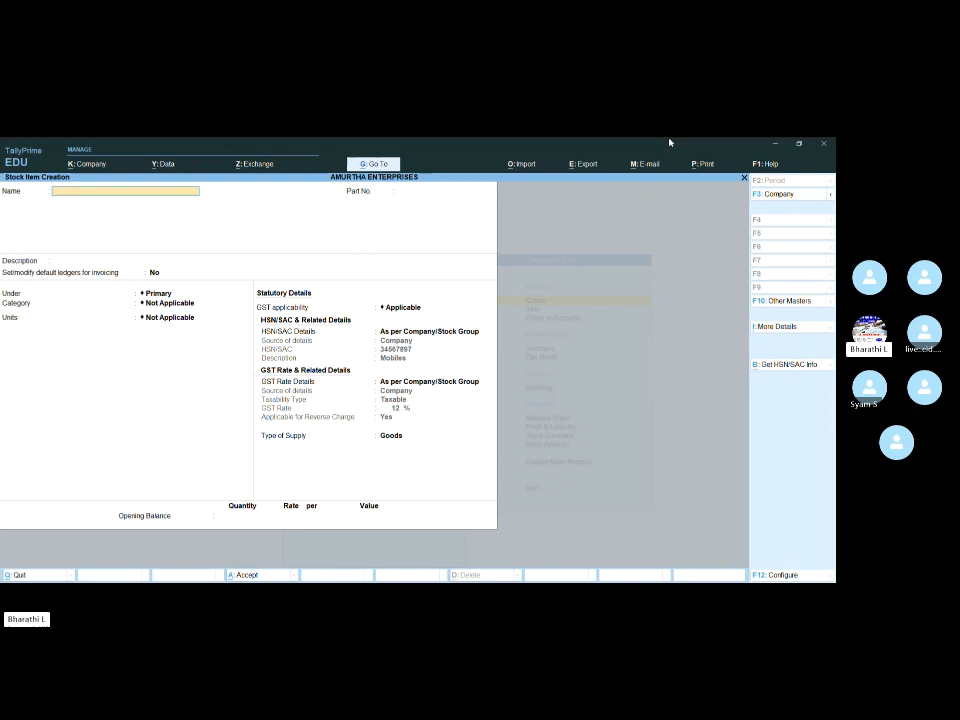 TallyPrime
EDU
MANAGE
K: Company
Y: Data
Z: Exchange
G: Go To
O: Import
E: Export
M: E-mail
P: Print
F1: Help
Stock Item Creation
AMURTHA ENTERPRISES
X
Name :
Part No. :
Description :
Set/modify default ledgers for invoicing : No
Under : ♦ Primary
Category : ♦ Not Applicable
Units : ♦ Not Applicable
Statutory Details
GST applicability : ♦ Applicable
HSN/SAC & Related Details
HSN/SAC Details : As per Company/Stock Group
Source of details : Company
HSN/SAC : 34567897
Description : Mobiles
GST Rate & Related Details
GST Rate Details : As per Company/Stock Group
Source of details : Company
Taxability Type : Taxable
GST Rate : 12 %
Applicable for Reverse Charge : Yes
Type of Supply : Goods
Quantity Rate per Value
Opening Balance :
Display More Reports
F2: Period
F3: Company
F4
F5
F6
F7
F8
F9
F10: Other Masters
I: More Details
B: Get HSN/SAC Info
Q: Quit
A: Accept
D: Delete
F12: Configure
Bharathi L
live:.cid....
Syam S
Bharathi L